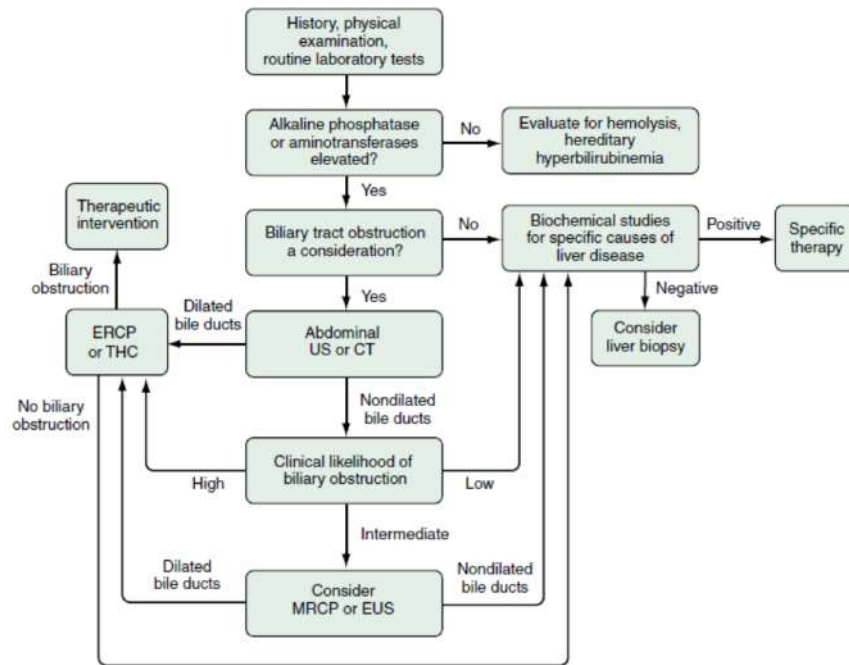 History, physical
examination,
routine laboratory tests
Alkaline phosphatase
or aminotransferases
elevated?
No
Evaluate for hemolysis,
hereditary
hyperbilirubinemia
Yes
Therapeutic
intervention
Biliary tract obstruction
a consideration?
No
Biochemical studies
for specific causes of
liver disease
Positive
Specific
therapy
Biliary
obstruction
Yes
Negative
Dilated
bile ducts
ERCP
or THC
Abdominal
US or CT
Consider
liver biopsy
No biliary
obstruction
Nondilated
bile ducts
High
Clinical likelihood of
biliary obstruction
Low
Intermediate
Dilated
bile ducts
Consider
MRCP or EUS
Nondilated
bile ducts